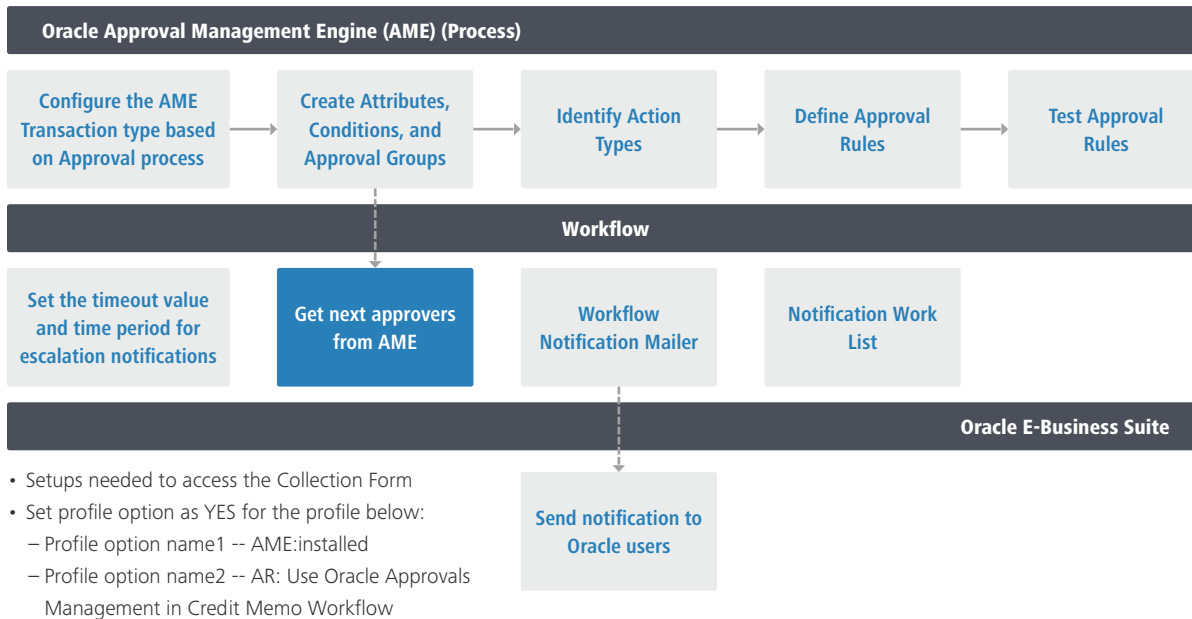 Oracle Approval Management Engine (AME) (Process)
Configure the AME
Transaction type based
on Approval process
Create Attributes,
Conditions, and
Approval Groups
Identify Action
Types
Define Approval
Rules
Test Approval
Rules
Workflow
Set the timeout value
and time period for
escalation notifications
Get next approvers
from AME
Workflow
Notification Mailer
Notification Work
List
Oracle E-Business Suite
• Setups needed to access the Collection Form
• Set profile option as YES for the profile below:
– Profile option name1 -- AME:installed
– Profile option name2 -- AR: Use Oracle Approvals
Management in Credit Memo Workflow
Send notification to
Oracle users